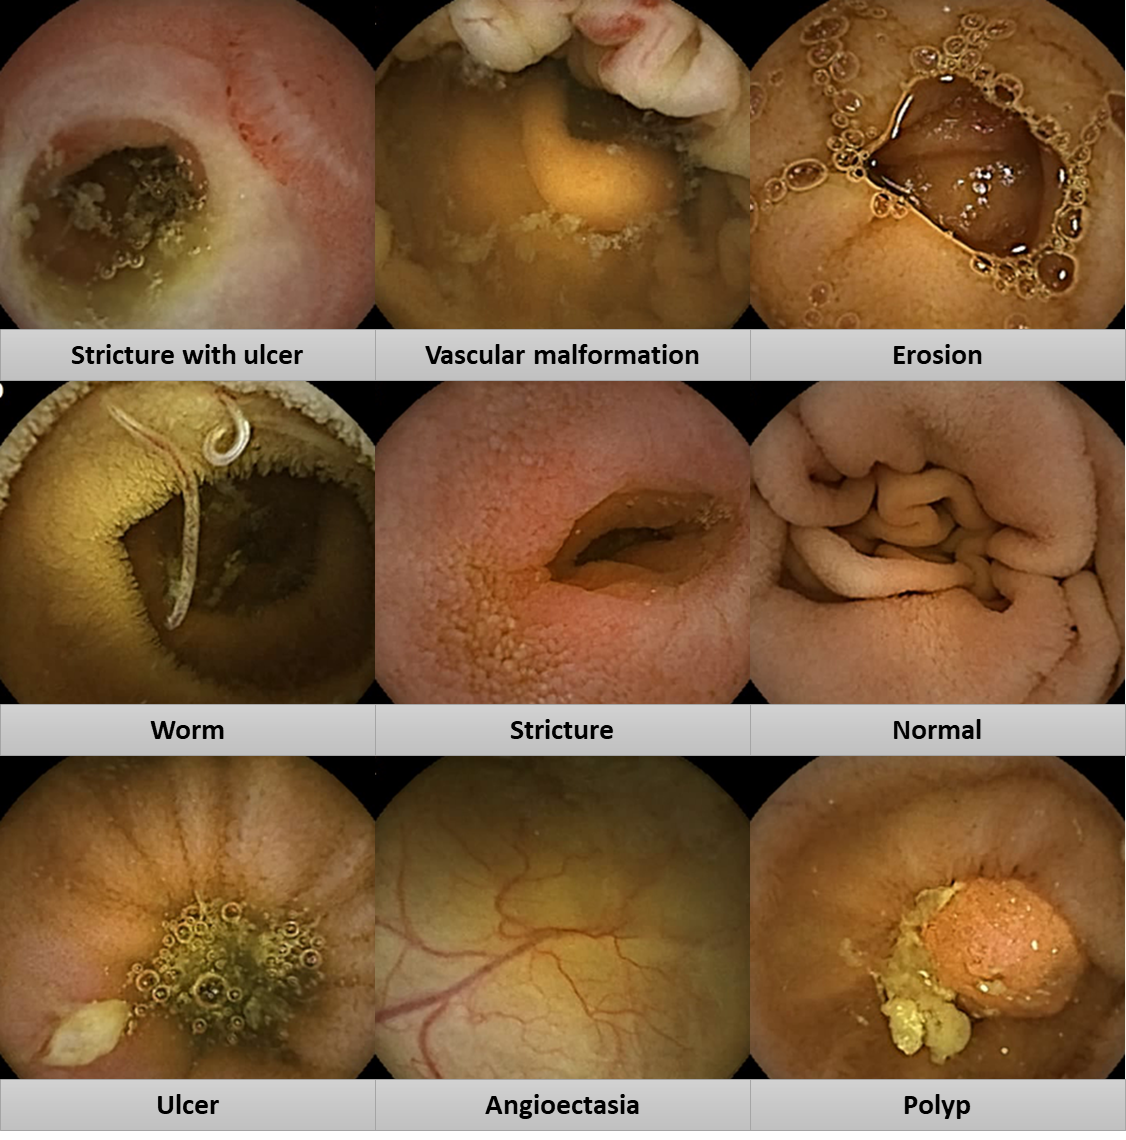 Stricture with ulcer
Vascular malformation
Erosion
Worm
Stricture
Normal
Ulcer
Angioectasia
Polyp